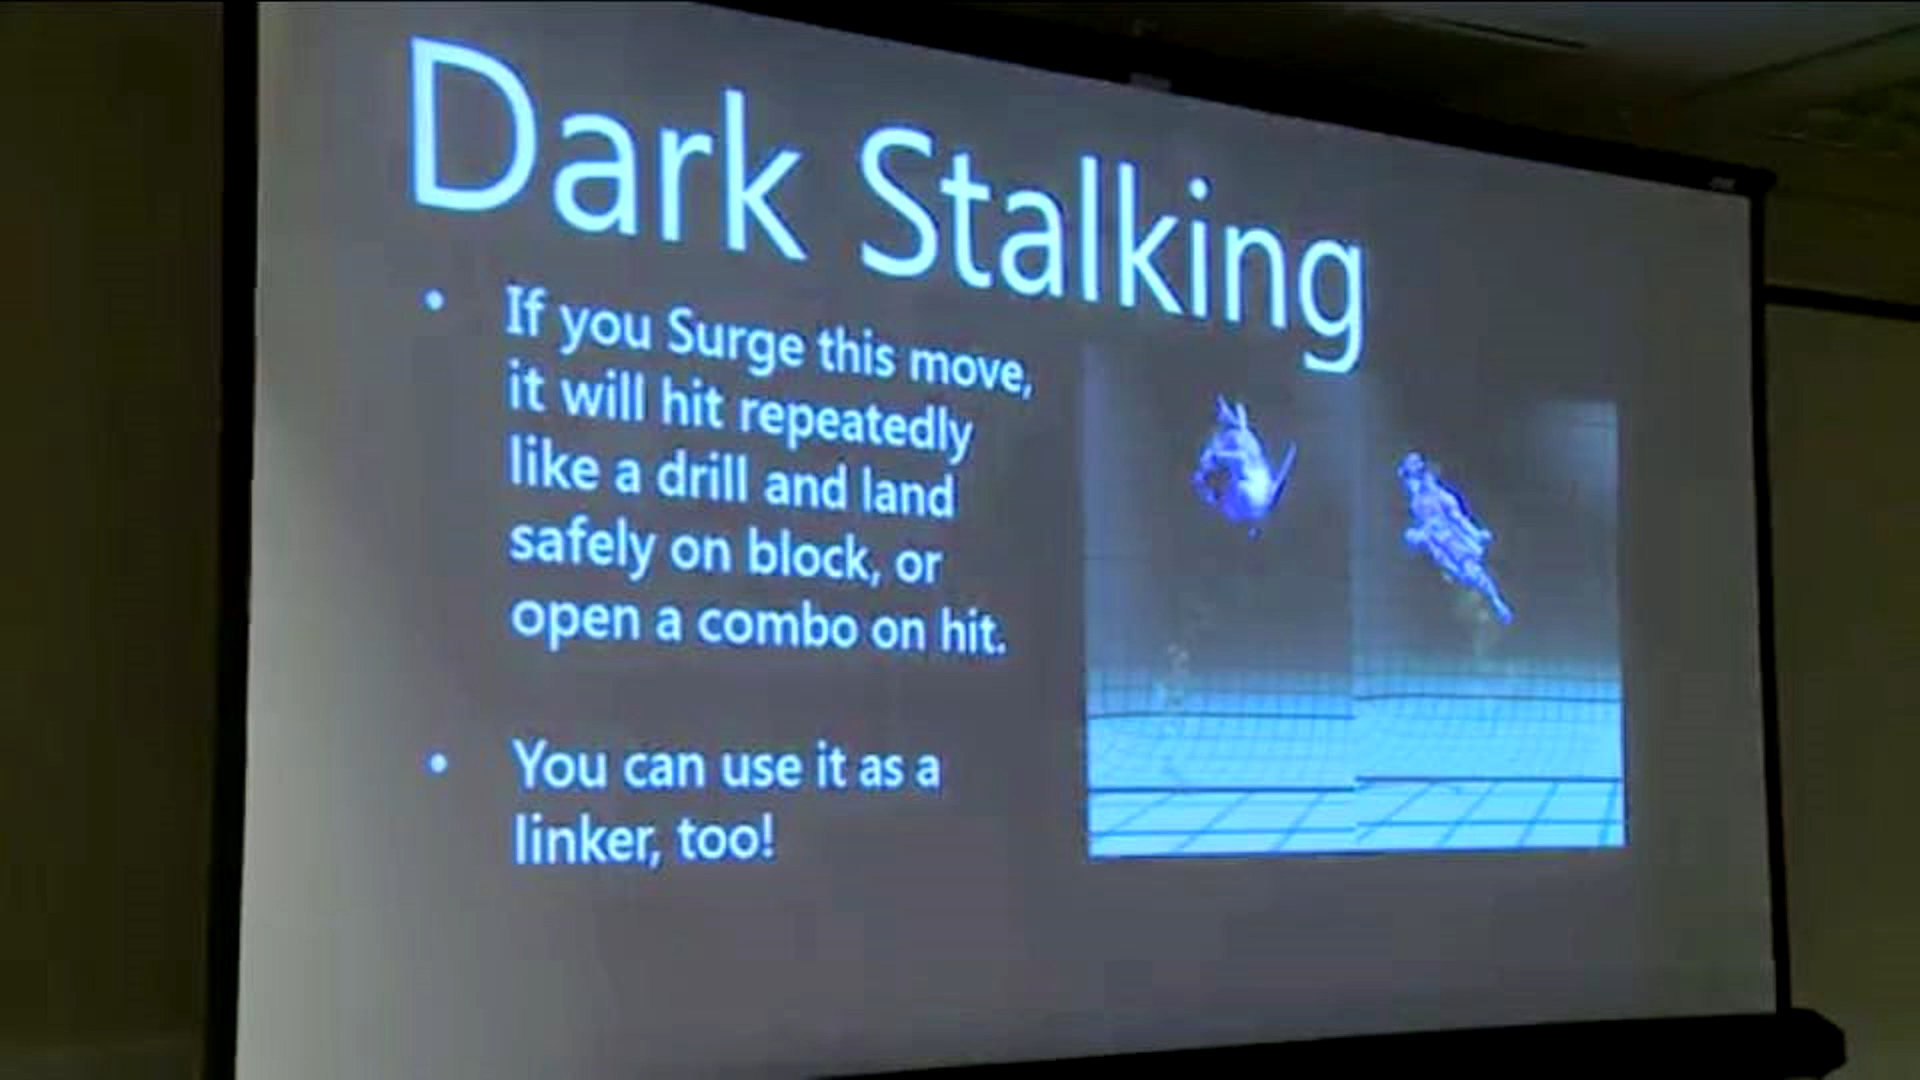 Dark Stalking
• If you Surge this move,
it will hit repeatedly
like a drill and land
safely on block, or
open a combo on hit.
• You can use it as a
linker, too!